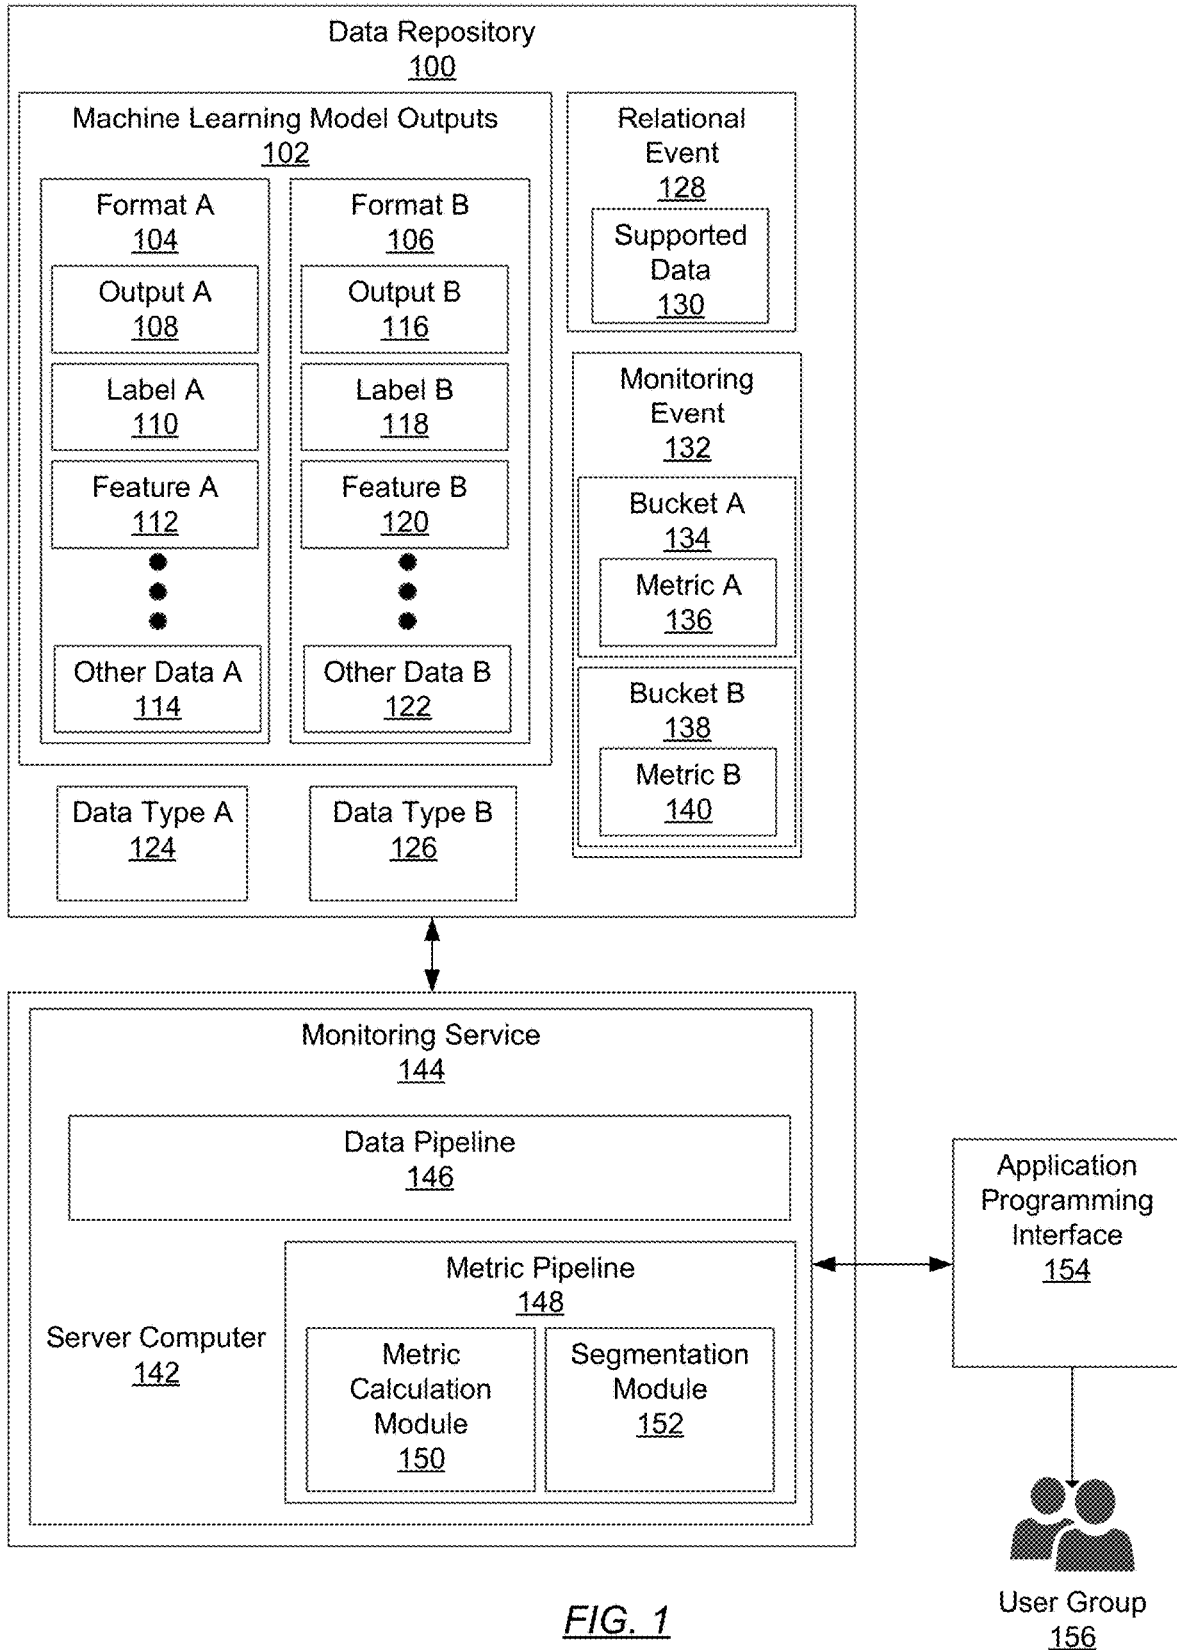 Data Repository
100
Machine Learning Model Outputs
102
Format A
104
Output A
108
Label A
110
Feature A
112
Other Data A
114
Format B
106
Output B
116
Label B
118
Feature B
120
Other Data B
122
Data Type A
124
Data Type B
126
Relational
Event
128
Supported
Data
130
Monitoring
Event
132
Bucket A
134
Metric A
136
Bucket B
138
Metric B
140
Monitoring Service
144
Data Pipeline
146
Server Computer
142
Metric Pipeline
148
Metric
Calculation
Module
150
Segmentation
Module
152
Application
Programming
Interface
154
User Group
156
FIG. 1